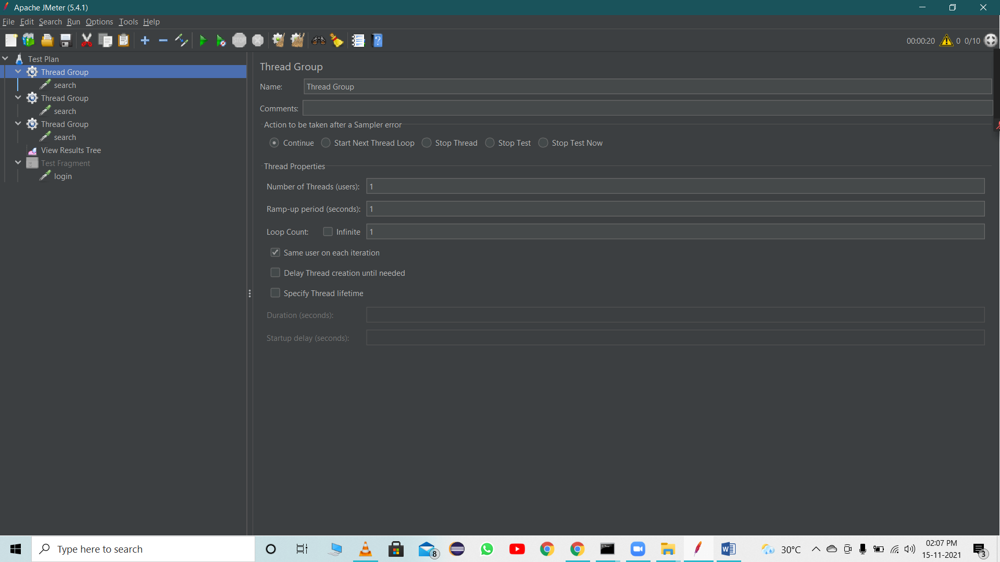 Apache JMeter (5.4.1)
File Edit Search Run Options Tools Help
00:00:20 0 0/10
Test Plan
Thread Group
search
Thread Group
search
Thread Group
search
View Results Tree
Test Fragment
login
Thread Group
Name: Thread Group
Comments:
Action to be taken after a Sampler error
Continue Start Next Thread Loop Stop Thread Stop Test Stop Test Now
Thread Properties
Number of Threads (users): 1
Ramp-up period (seconds): 1
Loop Count: Infinite 1
Same user on each iteration
Delay Thread creation until needed
Specify Thread lifetime
Duration (seconds):
Startup delay (seconds):
Type here to search
8
30°C
02:07 PM
15-11-2021
3